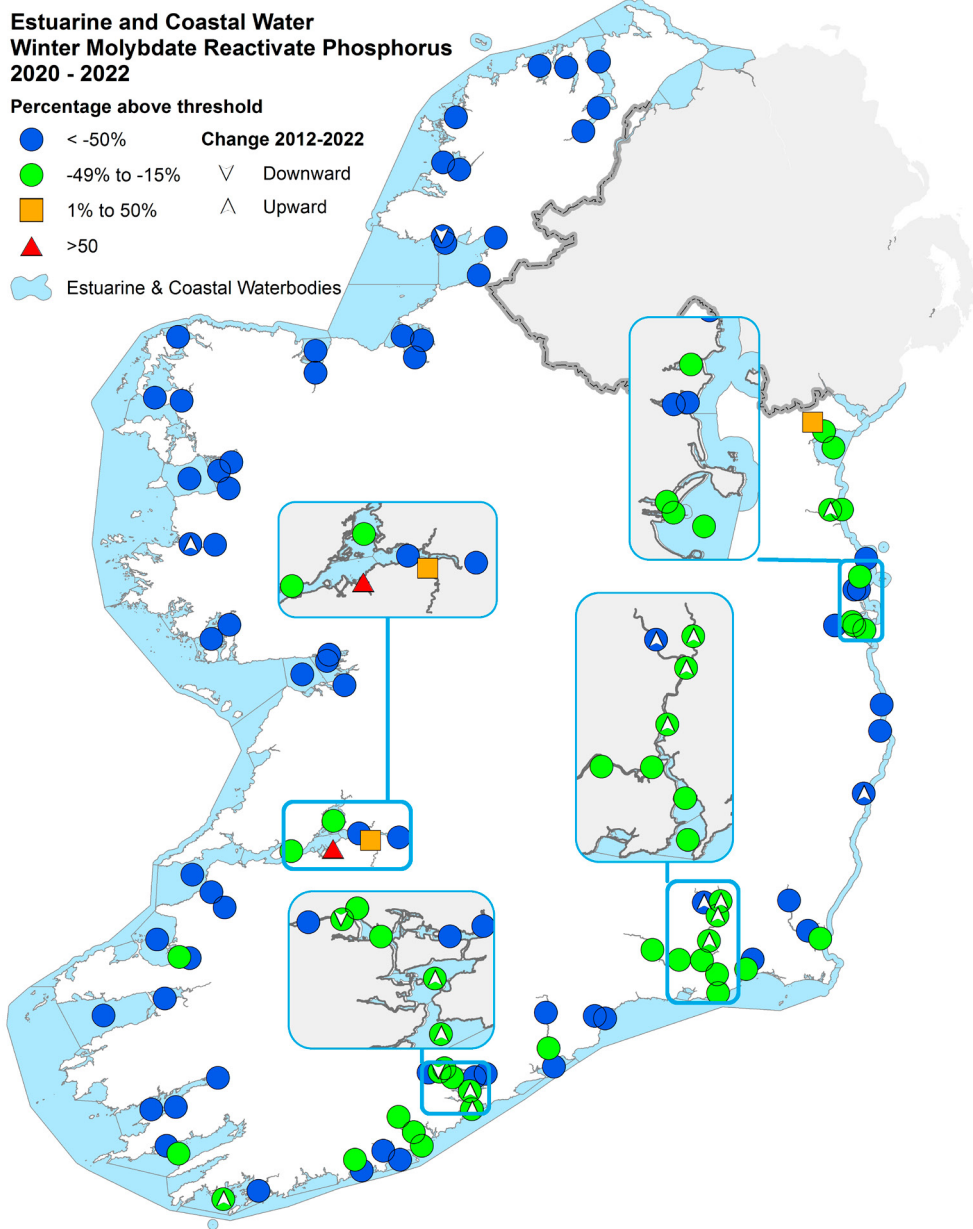 Estuarine and Coastal Water
Winter Molybdate Reactivate Phosphorus
2020 - 2022
Percentage above threshold
< -50%
-49% to -15%
1% to 50%
>50
Change 2012-2022
Downward
Upward
Estuarine & Coastal Waterbodies